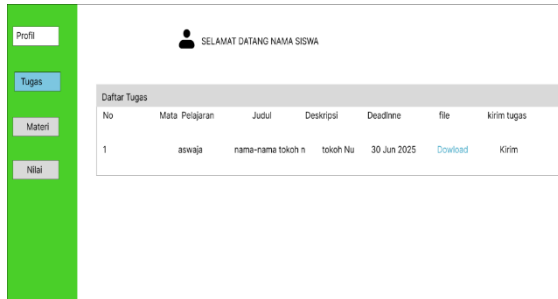 Profil
SELAMAT DATANG NAMA SISWA
Tugas
Materi
Nilai
Daftar Tugas
No Mata Pelajaran Judul Deskripsi Deadlnne file kirim tugas
1 aswaja nama-nama tokoh n tokoh Nu 30 Jun 2025 Dowload Kirim